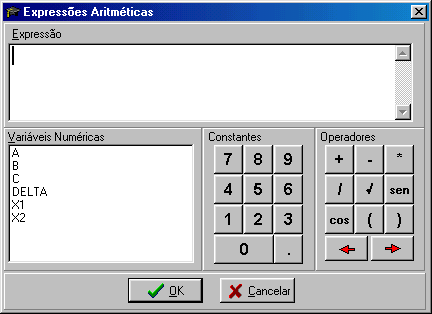 Expressões Aritméticas
Expressão
Variáveis Numéricas
A
B
C
DELTA
X1
X2
Constantes
7 8 9
4 5 6
1 2 3
0 .
Operadores
+ - *
/ √ sen
cos ( )
OK Cancelar